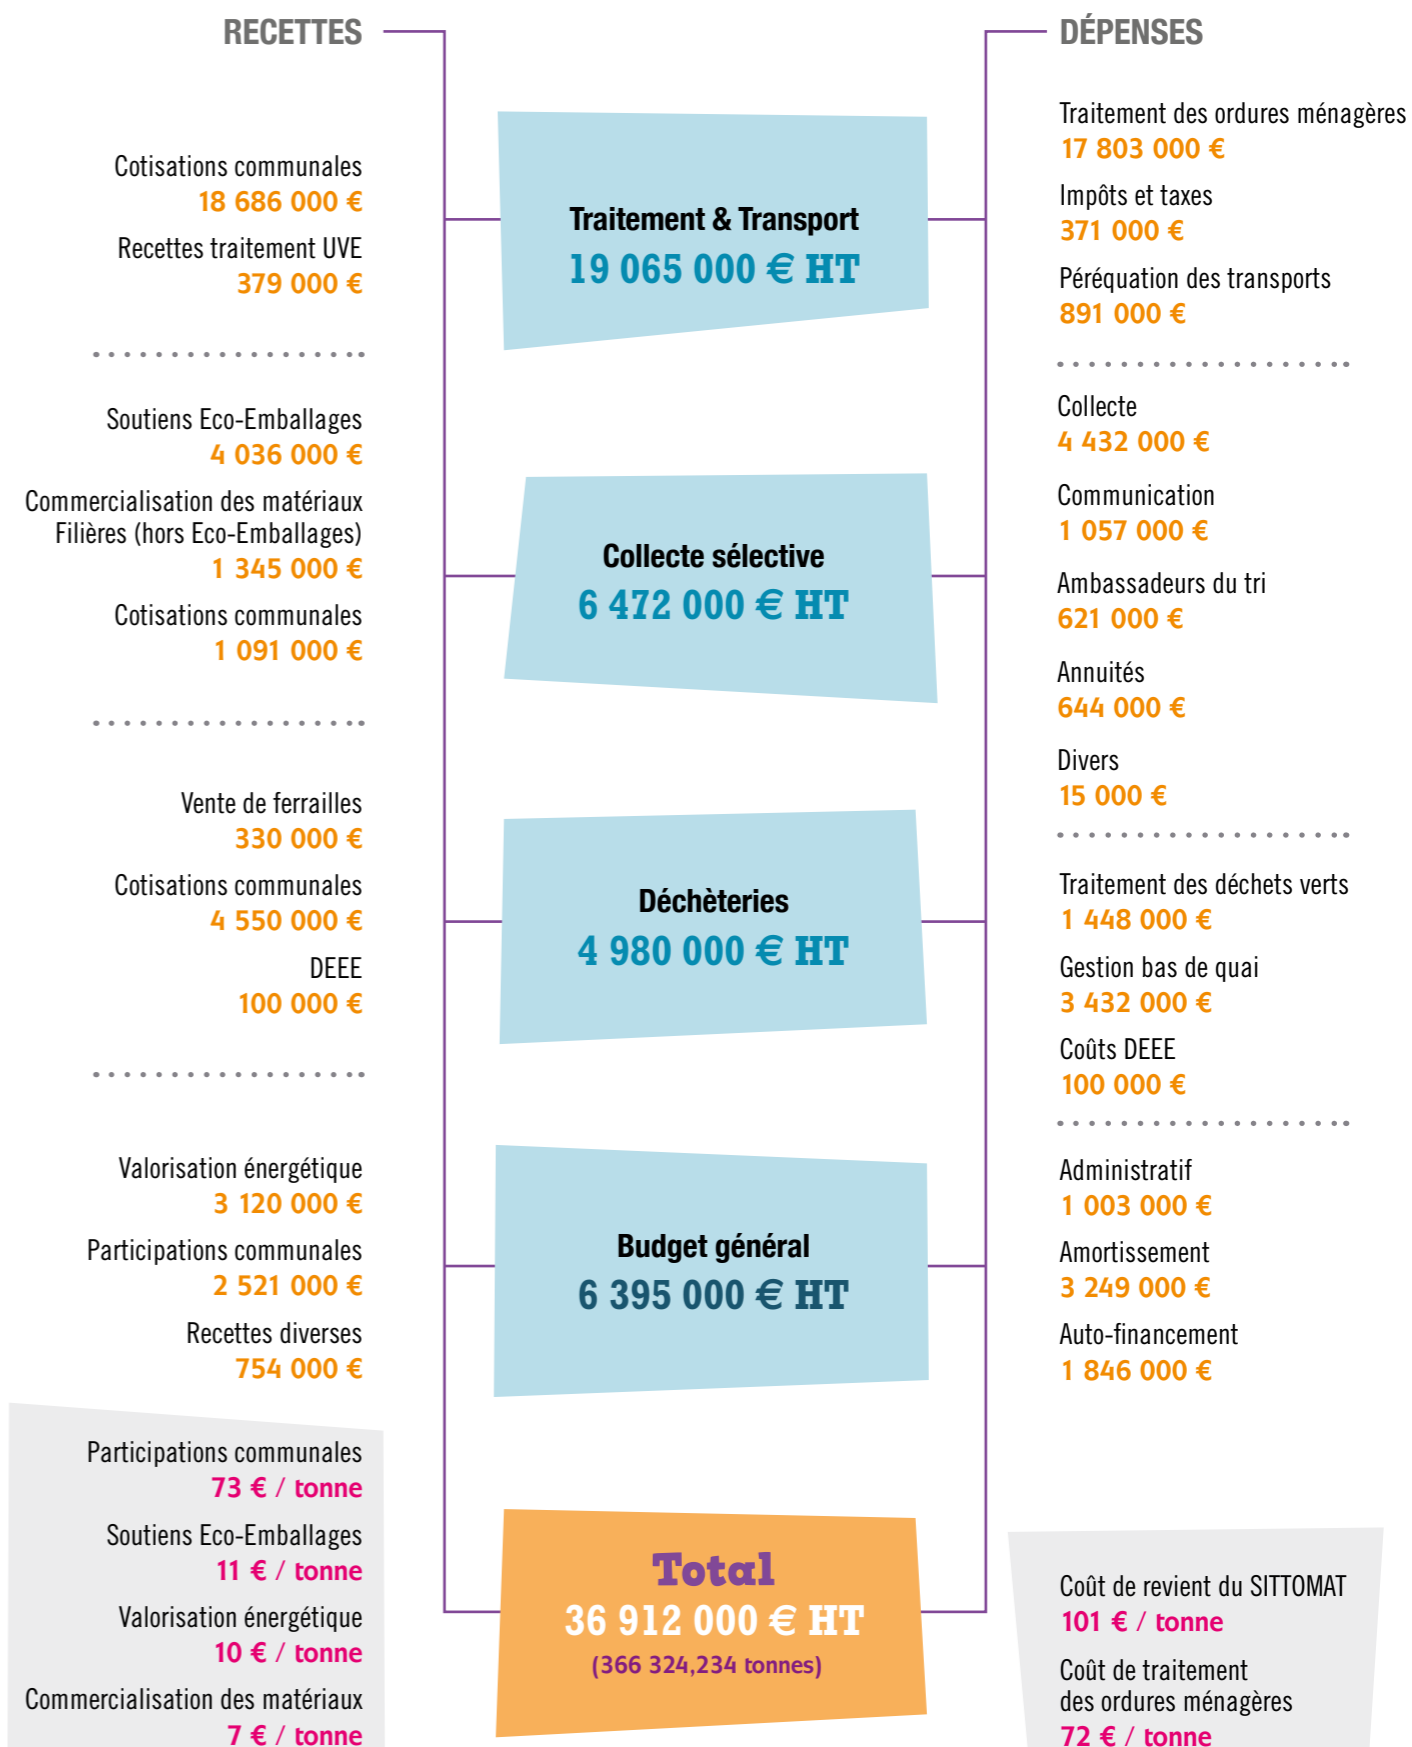 RECETTES
Cotisations communales
18 686 000 €
Recettes traitement UVE
379 000 €
Soutiens Eco-Emballages
4 036 000 €
Commercialisation des matériaux
Filières (hors Eco-Emballages)
1 345 000 €
Cotisations communales
1 091 000 €
Vente de ferrailles
330 000 €
Cotisations communales
4 550 000 €
DEEE
100 000 €
Valorisation énergétique
3 120 000 €
Participations communales
2 521 000 €
Recettes diverses
754 000 €
Participations communales
73 € / tonne
Soutiens Eco-Emballages
11 € / tonne
Valorisation énergétique
10 € / tonne
Commercialisation des matériaux
7 € / tonne
Traitement & Transport
19 065 000 € HT
Collecte sélective
6 472 000 € HT
Déchèteries
4 980 000 € HT
Budget général
6 395 000 € HT
Total
36 912 000 € HT
(366 324,234 tonnes)
DÉPENSES
Traitement des ordures ménagères
17 803 000 €
Impôts et taxes
371 000 €
Péréquation des transports
891 000 €
Collecte
4 432 000 €
Communication
1 057 000 €
Ambassadeurs du tri
621 000 €
Annuités
644 000 €
Divers
15 000 €
Traitement des déchets verts
1 448 000 €
Gestion bas de quai
3 432 000 €
Coûts DEEE
100 000 €
Administratif
1 003 000 €
Amortissement
3 249 000 €
Auto-financement
1 846 000 €
Coût de revient du SITTOMAT
101 € / tonne
Coût de traitement
des ordures ménagères
72 € / tonne